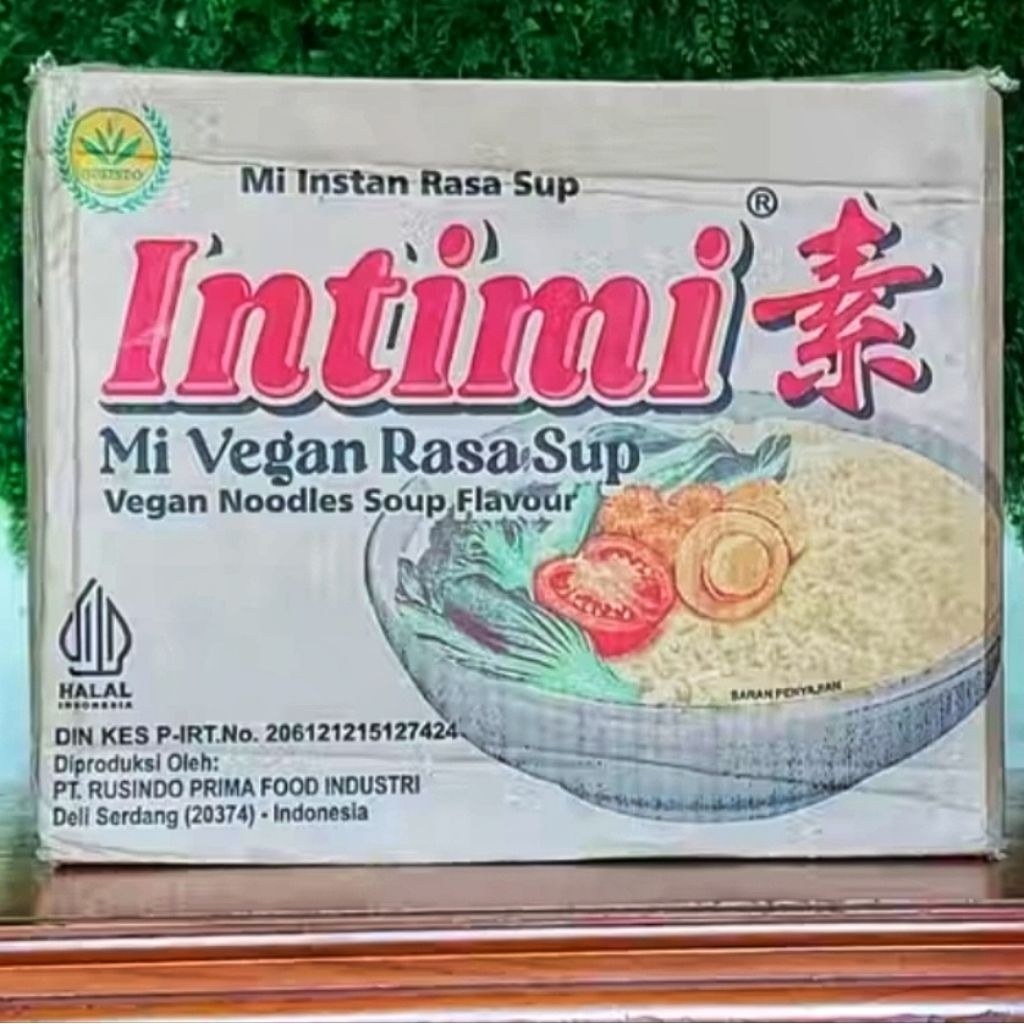 RUSINDO
Mi Instan Rasa Sup
Intimi® 素
Mi Vegan Rasa Sup
Vegan Noodles Soup Flavour
SARAN PENYAJIAN
HALAL
INDONESIA
DIN KES P-IRT.No. 206121215127424
Diproduksi Oleh:
PT. RUSINDO PRIMA FOOD INDUSTRI
Deli Serdang (20374) - Indonesia